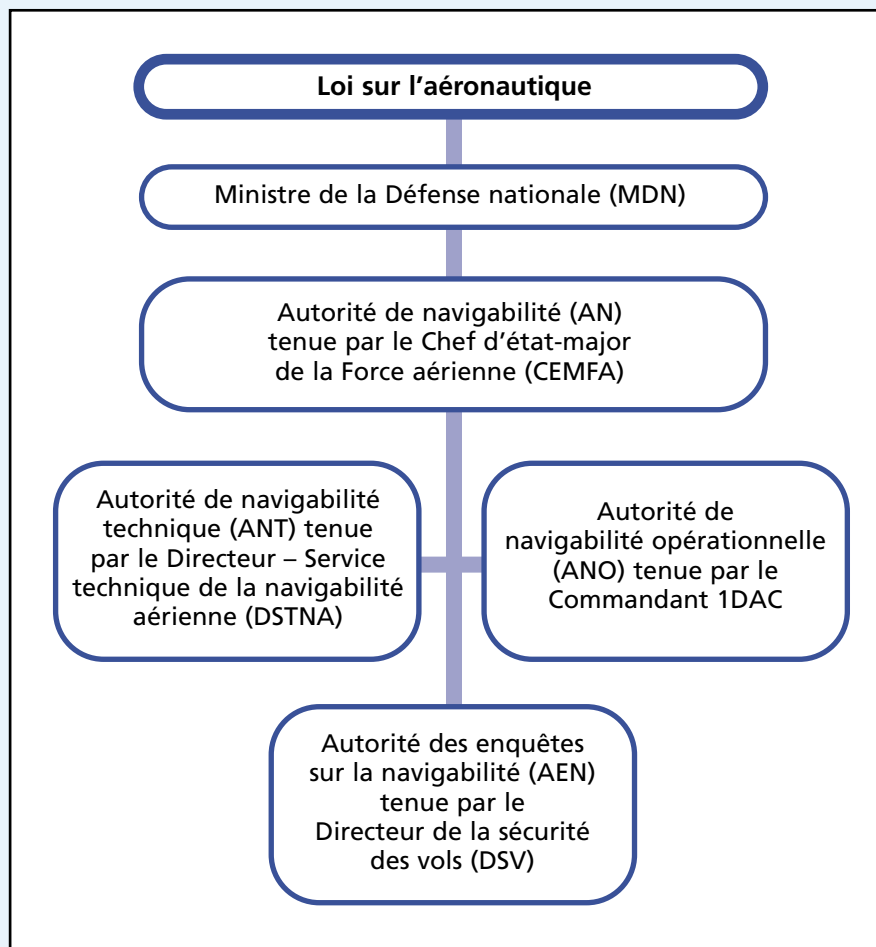 Loi sur l'aéronautique
Ministre de la Défense nationale (MDN)
Autorité de navigabilité (AN)
tenue par le Chef d'état-major
de la Force aérienne (CEMFA)
Autorité de navigabilité
technique (ANT) tenue
par le Directeur – Service
technique de la navigabilité
aérienne (DSTNA)
Autorité de
navigabilité opérationnelle
(ANO) tenue par le
Commandant 1DAC
Autorité des enquêtes
sur la navigabilité (AEN)
tenue par le
Directeur de la sécurité
des vols (DSV)